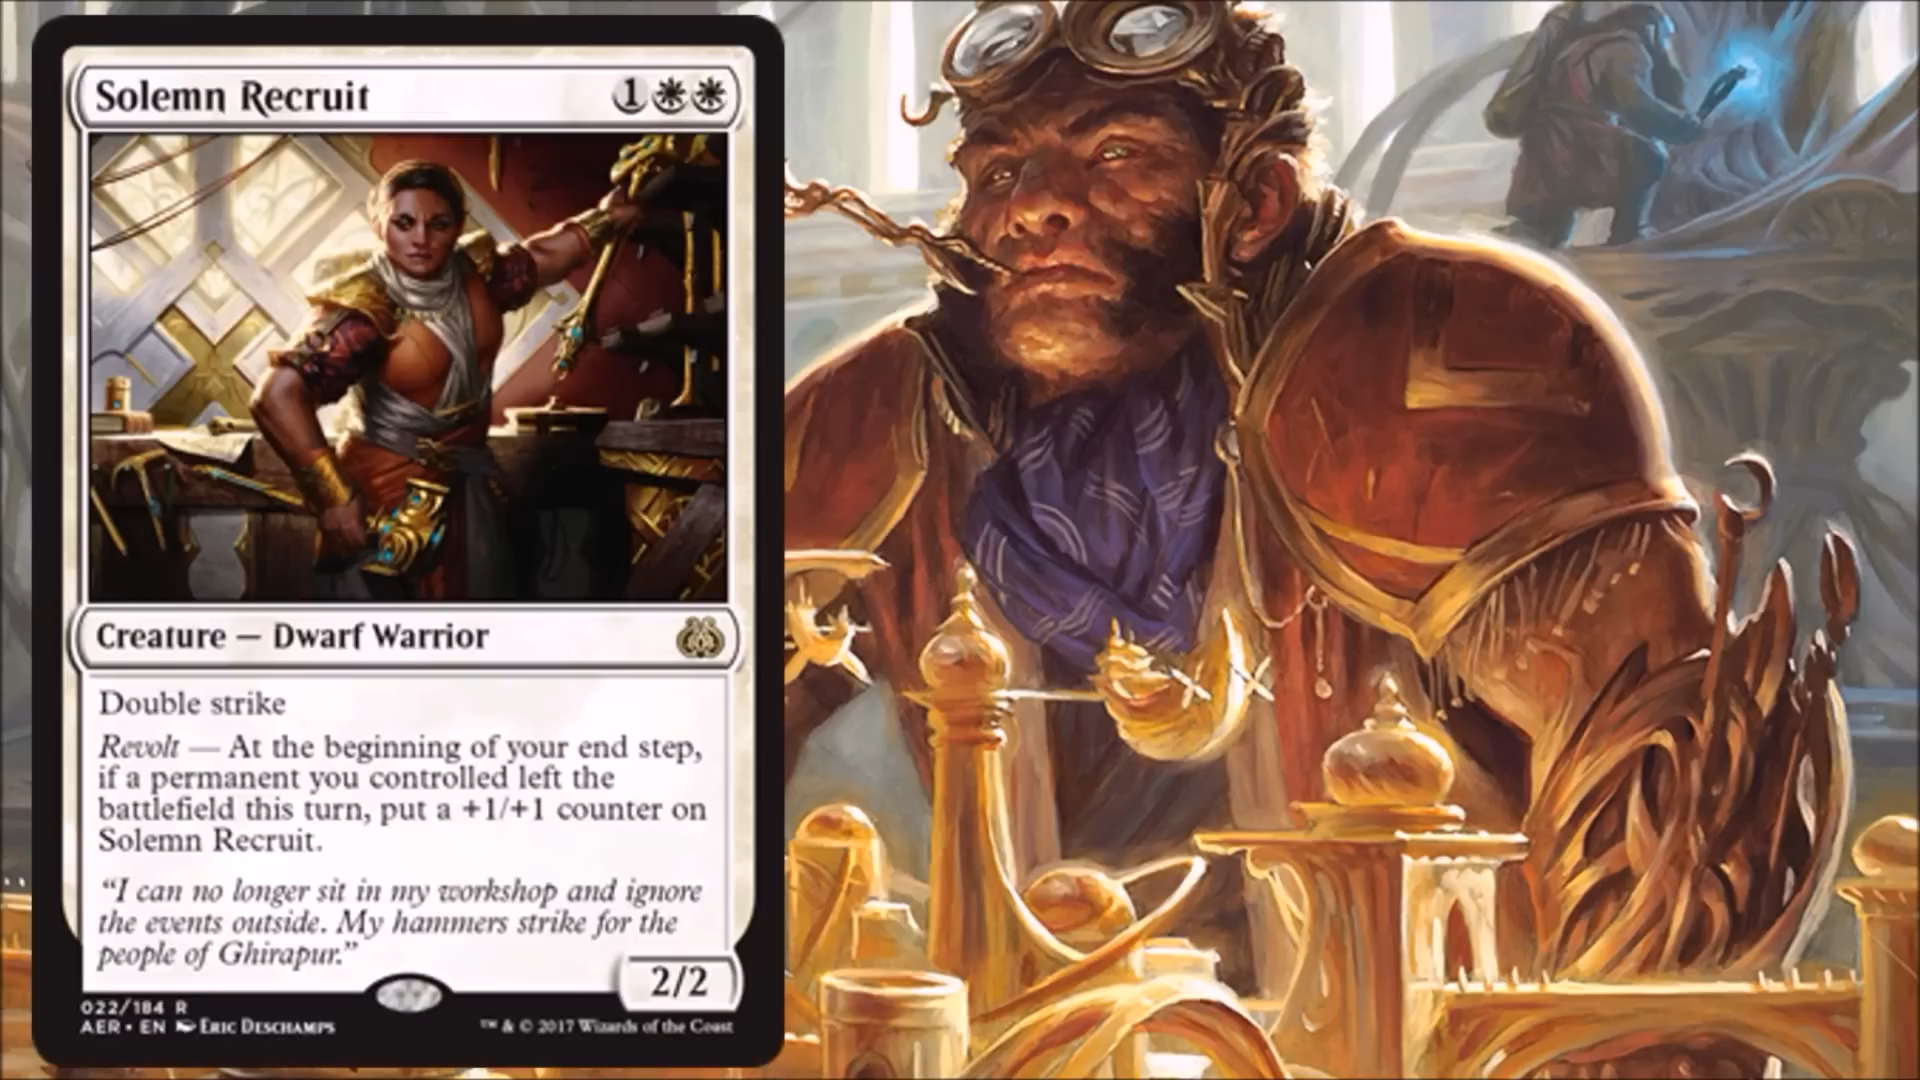 Solemn Recruit 1
Creature — Dwarf Warrior
Double strike
Revolt — At the beginning of your end step,
if a permanent you controlled left the
battlefield this turn, put a +1/+1 counter on
Solemn Recruit.
“I can no longer sit in my workshop and ignore
the events outside. My hammers strike for the
people of Ghirapur.”
2/2
022/184 R
AER • EN Eric Deschamps
™ & © 2017 Wizards of the Coast